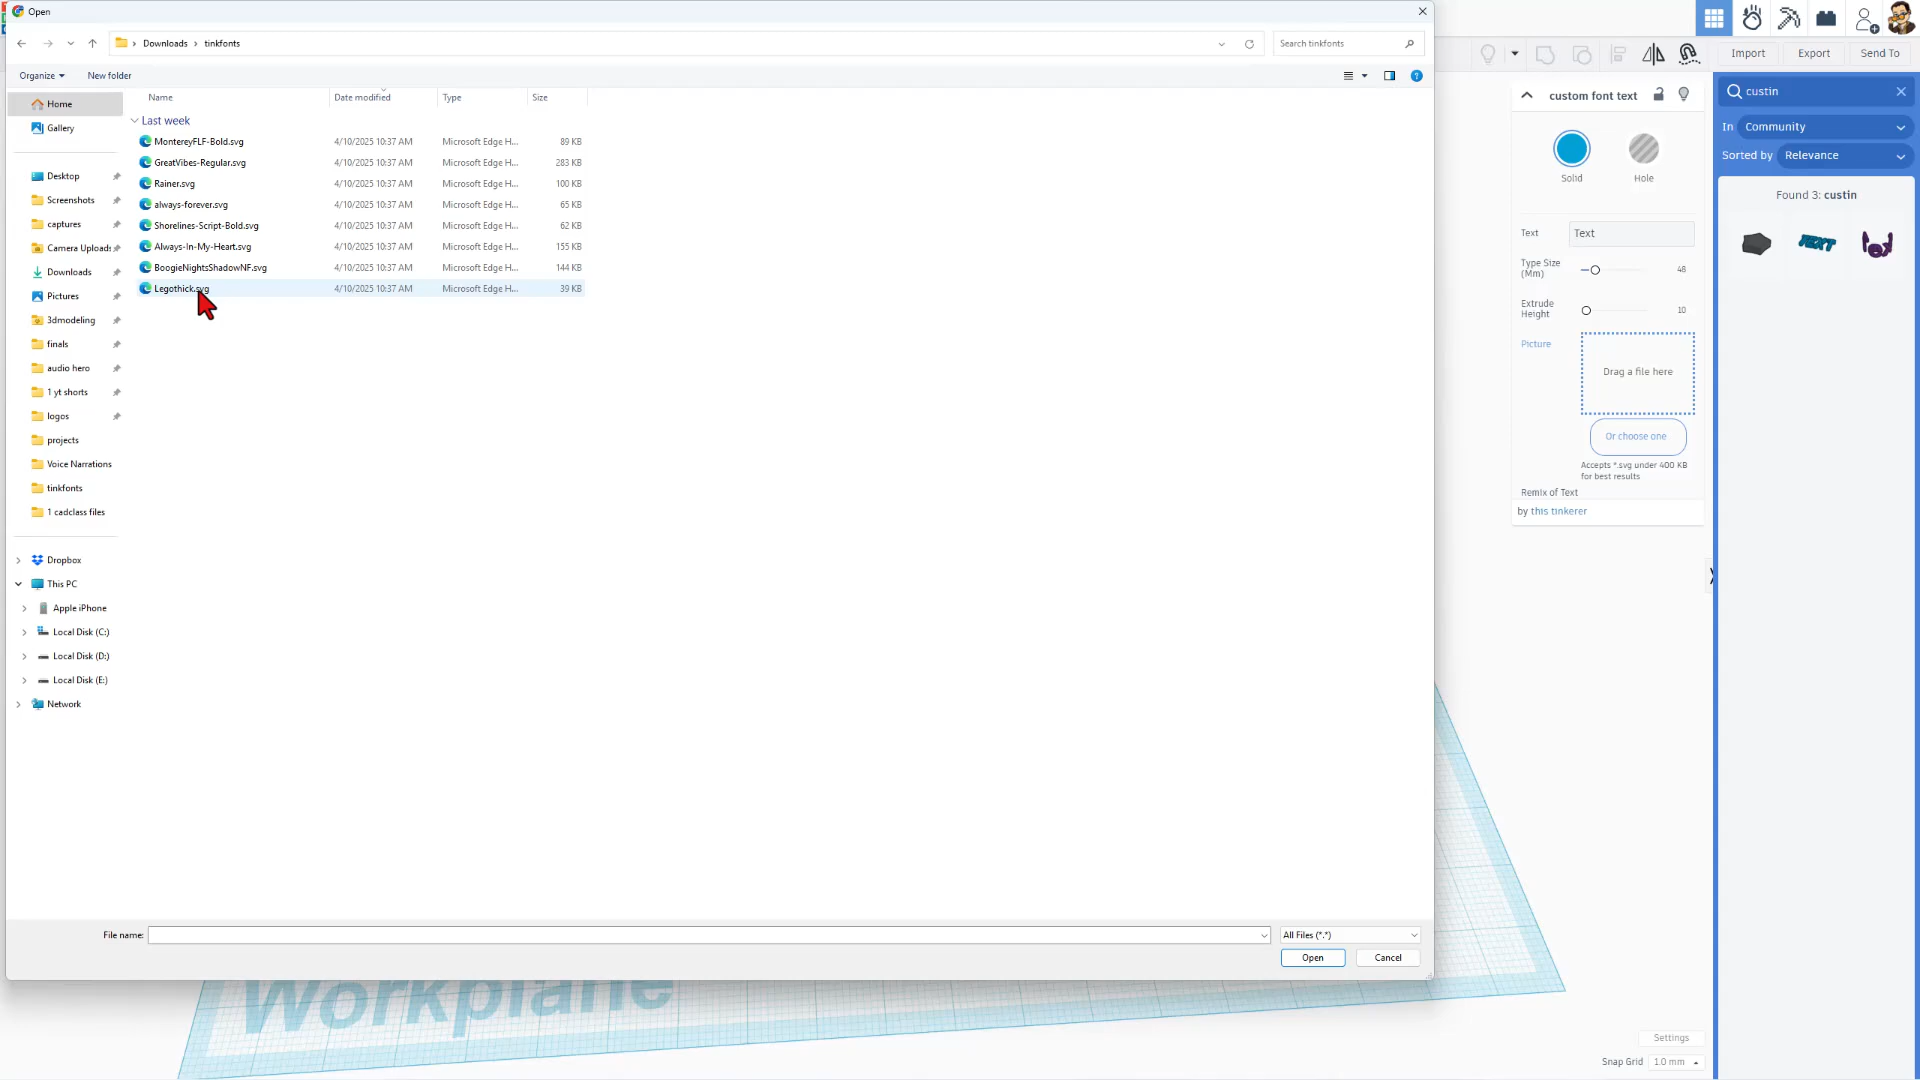 Open
Downloads › tinkfonts
Search tinkfonts
Organize
New folder
Name
Date modified
Type
Size
Last week
MontereyFLF-Bold.svg 4/10/2025 10:37 AM Microsoft Edge H... 89 KB
GreatVibes-Regular.svg 4/10/2025 10:37 AM Microsoft Edge H... 283 KB
Rainer.svg 4/10/2025 10:37 AM Microsoft Edge H... 100 KB
always-forever.svg 4/10/2025 10:37 AM Microsoft Edge H... 65 KB
Shorelines-Script-Bold.svg 4/10/2025 10:37 AM Microsoft Edge H... 62 KB
Always-In-My-Heart.svg 4/10/2025 10:37 AM Microsoft Edge H... 155 KB
BoogieNightsShadowNF.svg 4/10/2025 10:37 AM Microsoft Edge H... 144 KB
Legothick.svg 4/10/2025 10:37 AM Microsoft Edge H... 39 KB
Home
Gallery
Desktop
Screenshots
captures
Camera Uploads
Downloads
Pictures
3dmodeling
finals
audio hero
1 yt shorts
logos
projects
Voice Narrations
tinkfonts
1 cadclass files
Dropbox
This PC
Apple iPhone
Local Disk (C:)
Local Disk (D:)
Local Disk (E:)
Network
File name:
All Files (*.*)
Open
Cancel
Import
Export
Send To
custom font text
Solid
Hole
Text
Text
Type Size (Mm)
48
Extrude Height
10
Picture
Drag a file here
Or choose one
Accepts *.svg under 400 KB
for best results
Remix of Text
by this tinkerer
custin
In Community
Sorted by Relevance
Found 3: custin
TEXT
Workplane
Settings
Snap Grid 1.0 mm